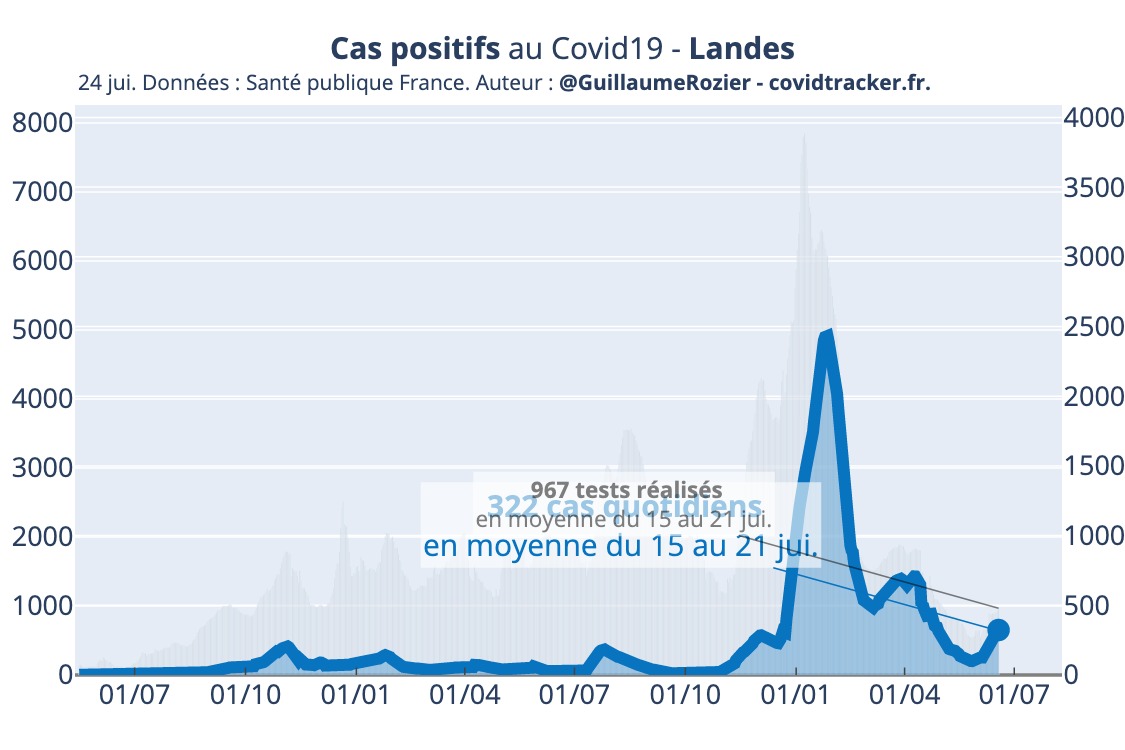 Cas positifs au Covid19 - Landes
24 jui. Données : Santé publique France. Auteur : @GuillaumeRozier - covidtracker.fr.
8000
7000
6000
5000
4000
3000
2000
1000
0
4000
3500
3000
2500
2000
1500
1000
500
0
967 tests réalisés
en moyenne du 15 au 21 jui.
322 cas quotidiens
en moyenne du 15 au 21 jui.
01/07 01/10 01/01 01/04 01/07 01/10 01/01 01/04 01/07